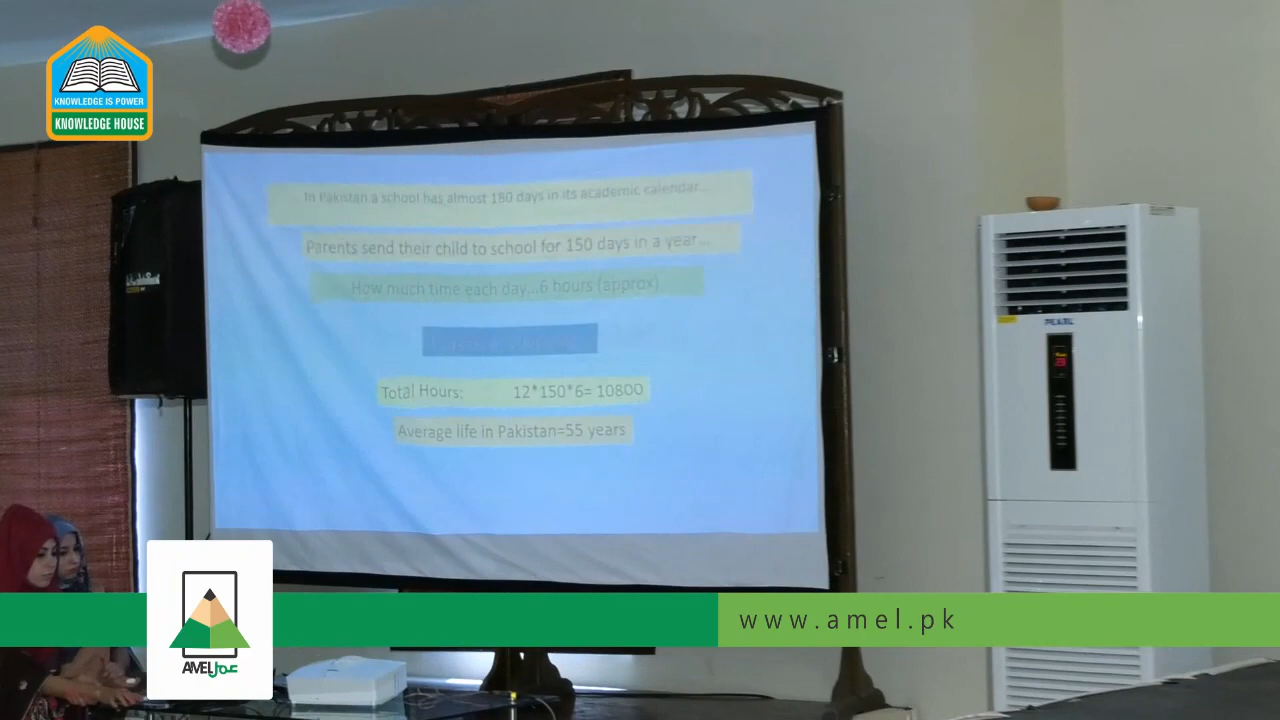 KNOWLEDGE IS POWER
KNOWLEDGE HOUSE
In Pakistan a school has almost 180 days in its academic calendar...
Parents send their child to school for 150 days in a year...
How much time each day...6 hours (approx)
Total Hours: 12*150*6= 10800
Average life in Pakistan=55 years
PEARL
www.amel.pk
AMEL عمل